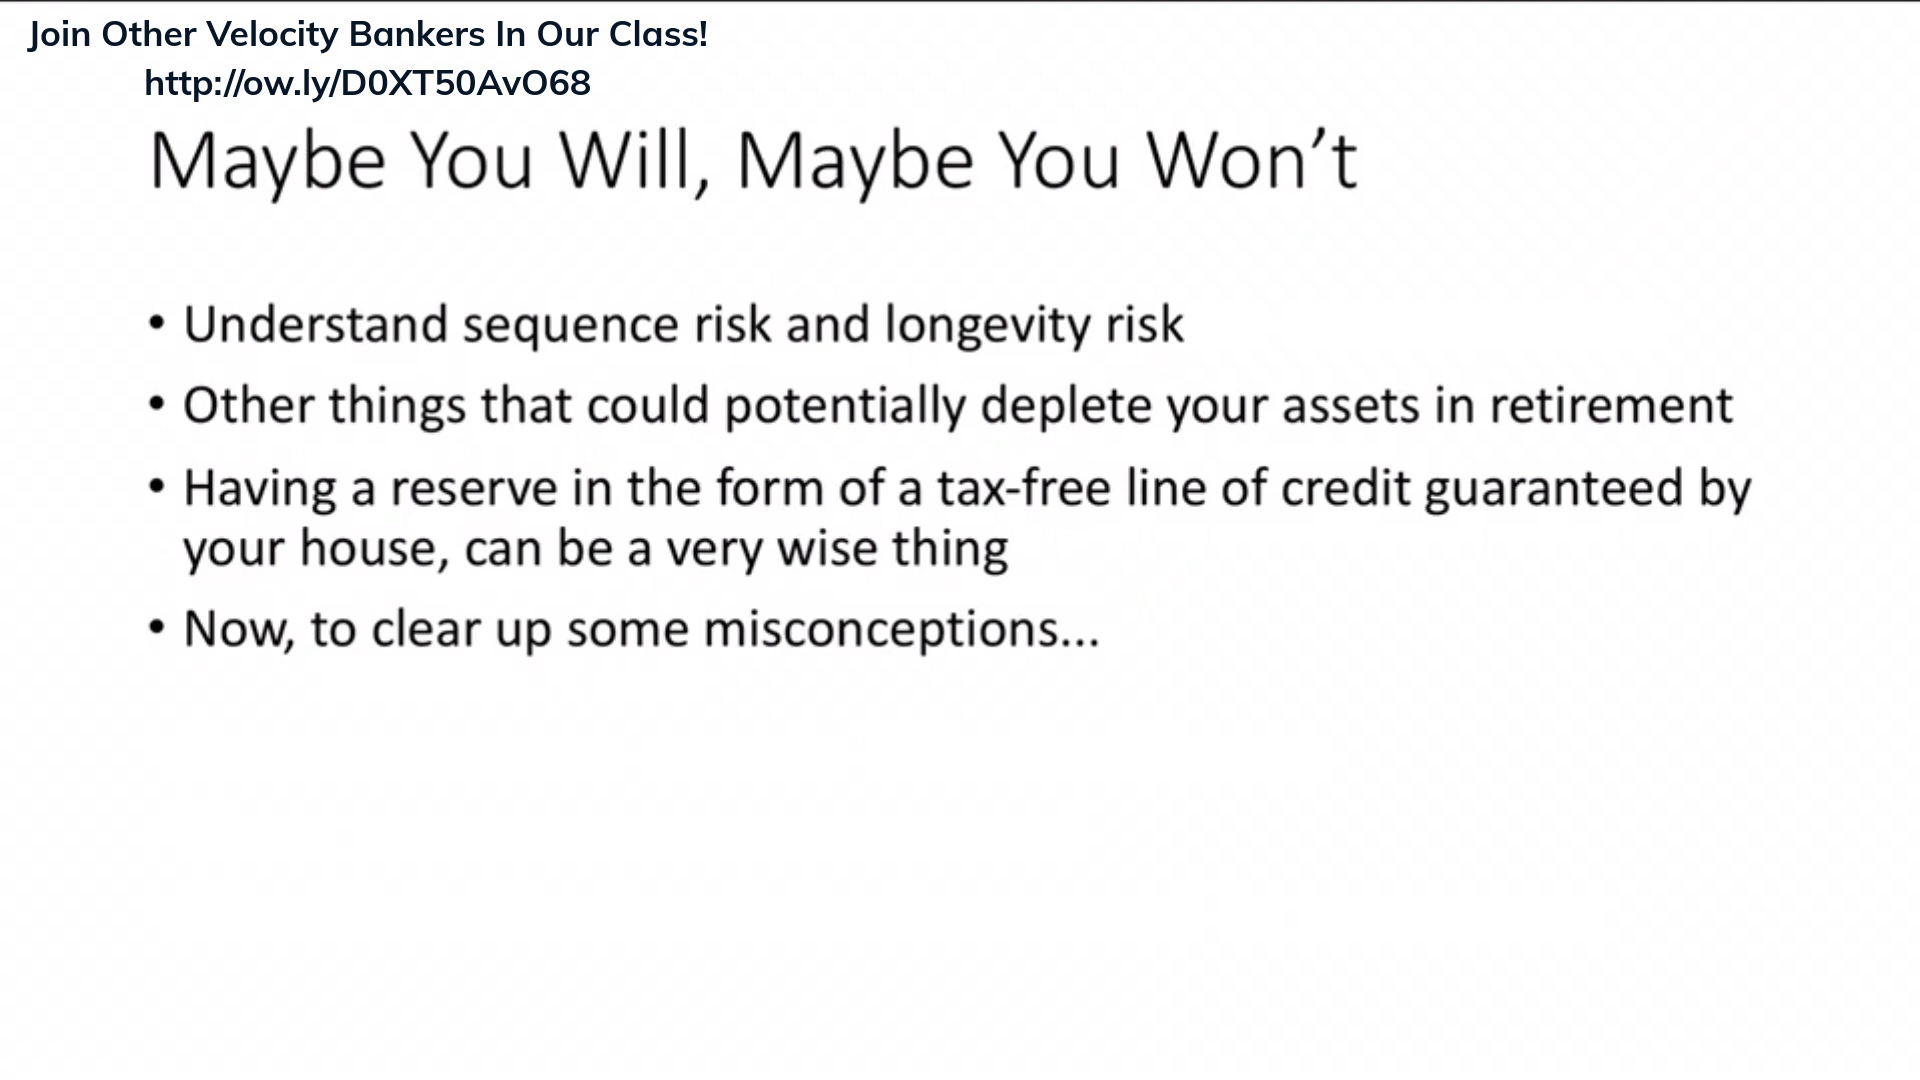 Join Other Velocity Bankers In Our Class!
http://ow.ly/D0XT50AvO68
Maybe You Will, Maybe You Won’t
• Understand sequence risk and longevity risk
• Other things that could potentially deplete your assets in retirement
• Having a reserve in the form of a tax-free line of credit guaranteed by
your house, can be a very wise thing
• Now, to clear up some misconceptions...